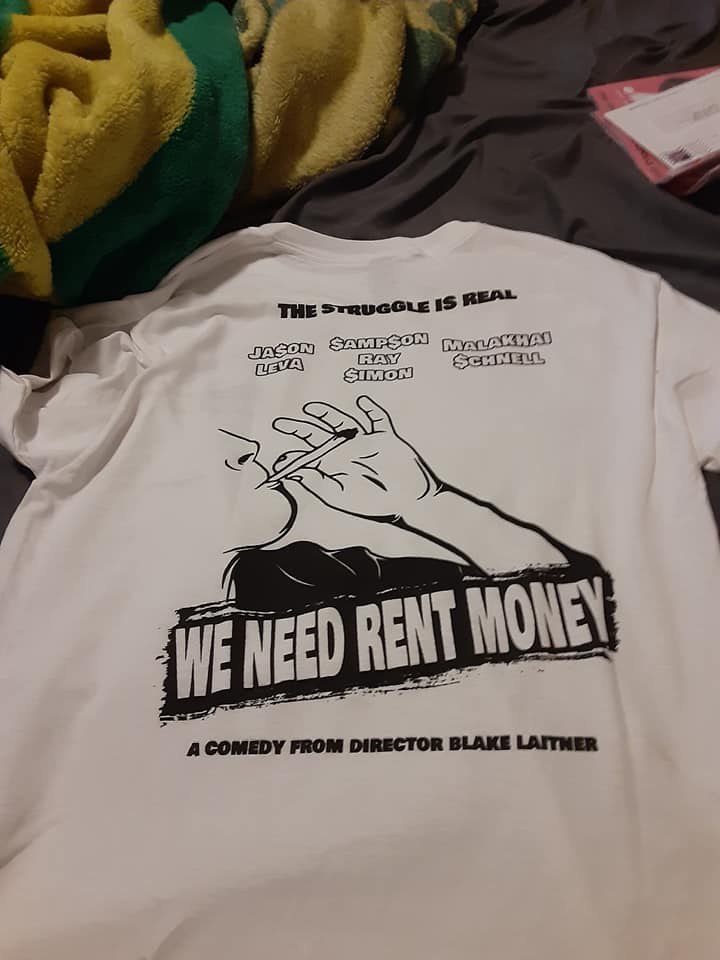 THE STRUGGLE IS REAL
JA$ON LEVA
$AMP$ON RAY $IMON
MALAKHAI $CHNELL
WE NEED RENT MONEY
A COMEDY FROM DIRECTOR BLAKE LAITNER